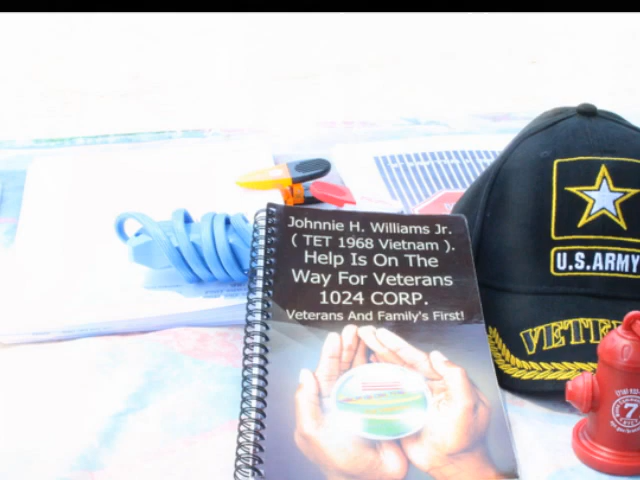 Johnnie H. Williams Jr.
( TET 1968 Vietnam ).
Help Is On The
Way For Veterans
1024 CORP.
Veterans And Family's First!
U.S.ARMY
7